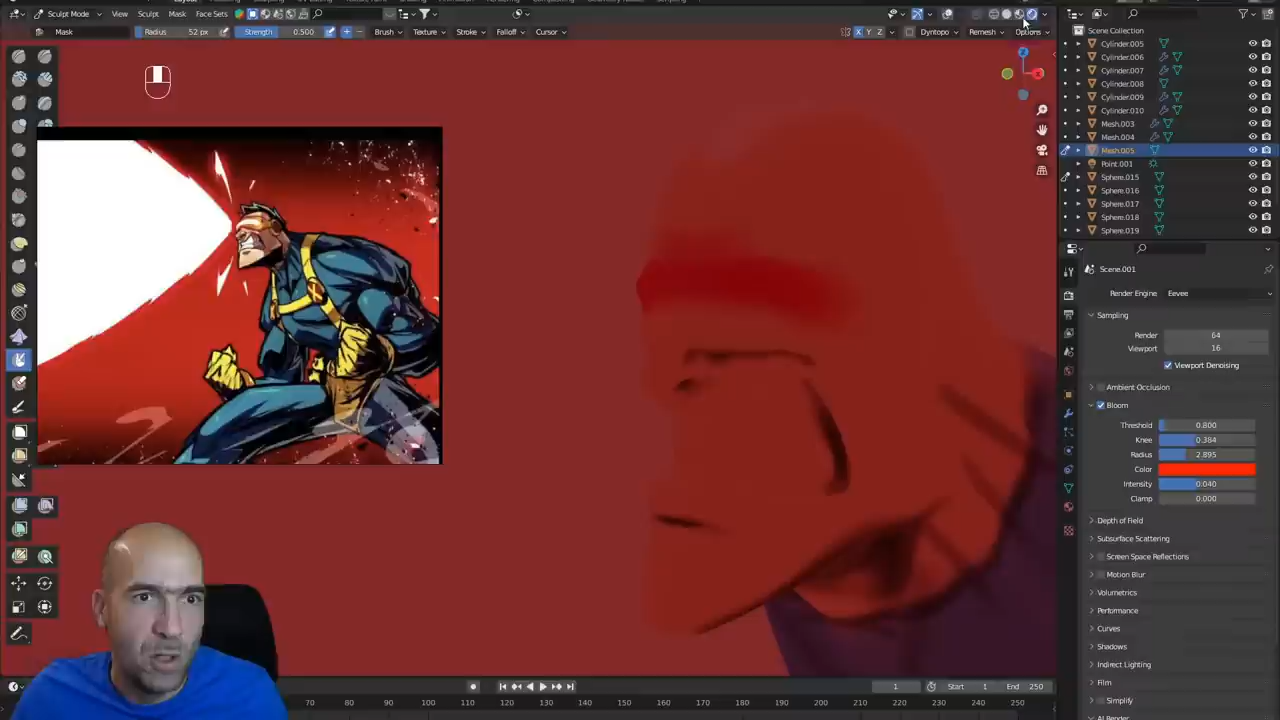 Sculpt Mode View Sculpt Mask Face Sets
Mask Radius 52 px Strength 0.500 Brush Texture Stroke Falloff Cursor X Y Z Dyntopo Remesh Options
Scene Collection
Cylinder.005
Cylinder.006
Cylinder.007
Cylinder.008
Cylinder.009
Cylinder.010
Mesh.003
Mesh.004
Mesh.005
Point.001
Sphere.015
Sphere.016
Sphere.017
Sphere.018
Sphere.019
Scene.001
Render Engine Eevee
Sampling
Render 64
Viewport 16
Viewport Denoising
Ambient Occlusion
Bloom
Threshold 0.800
Knee 0.384
Radius 2.895
Color
Intensity 0.040
Clamp 0.000
Depth of Field
Subsurface Scattering
Screen Space Reflections
Motion Blur
Volumetrics
Performance
Curves
Shadows
Indirect Lighting
Film
Simplify
1 Start 1 End 250
70 80 90 100 110 120 130 140 150 160 170 180 190 200 210 220 230 240 250